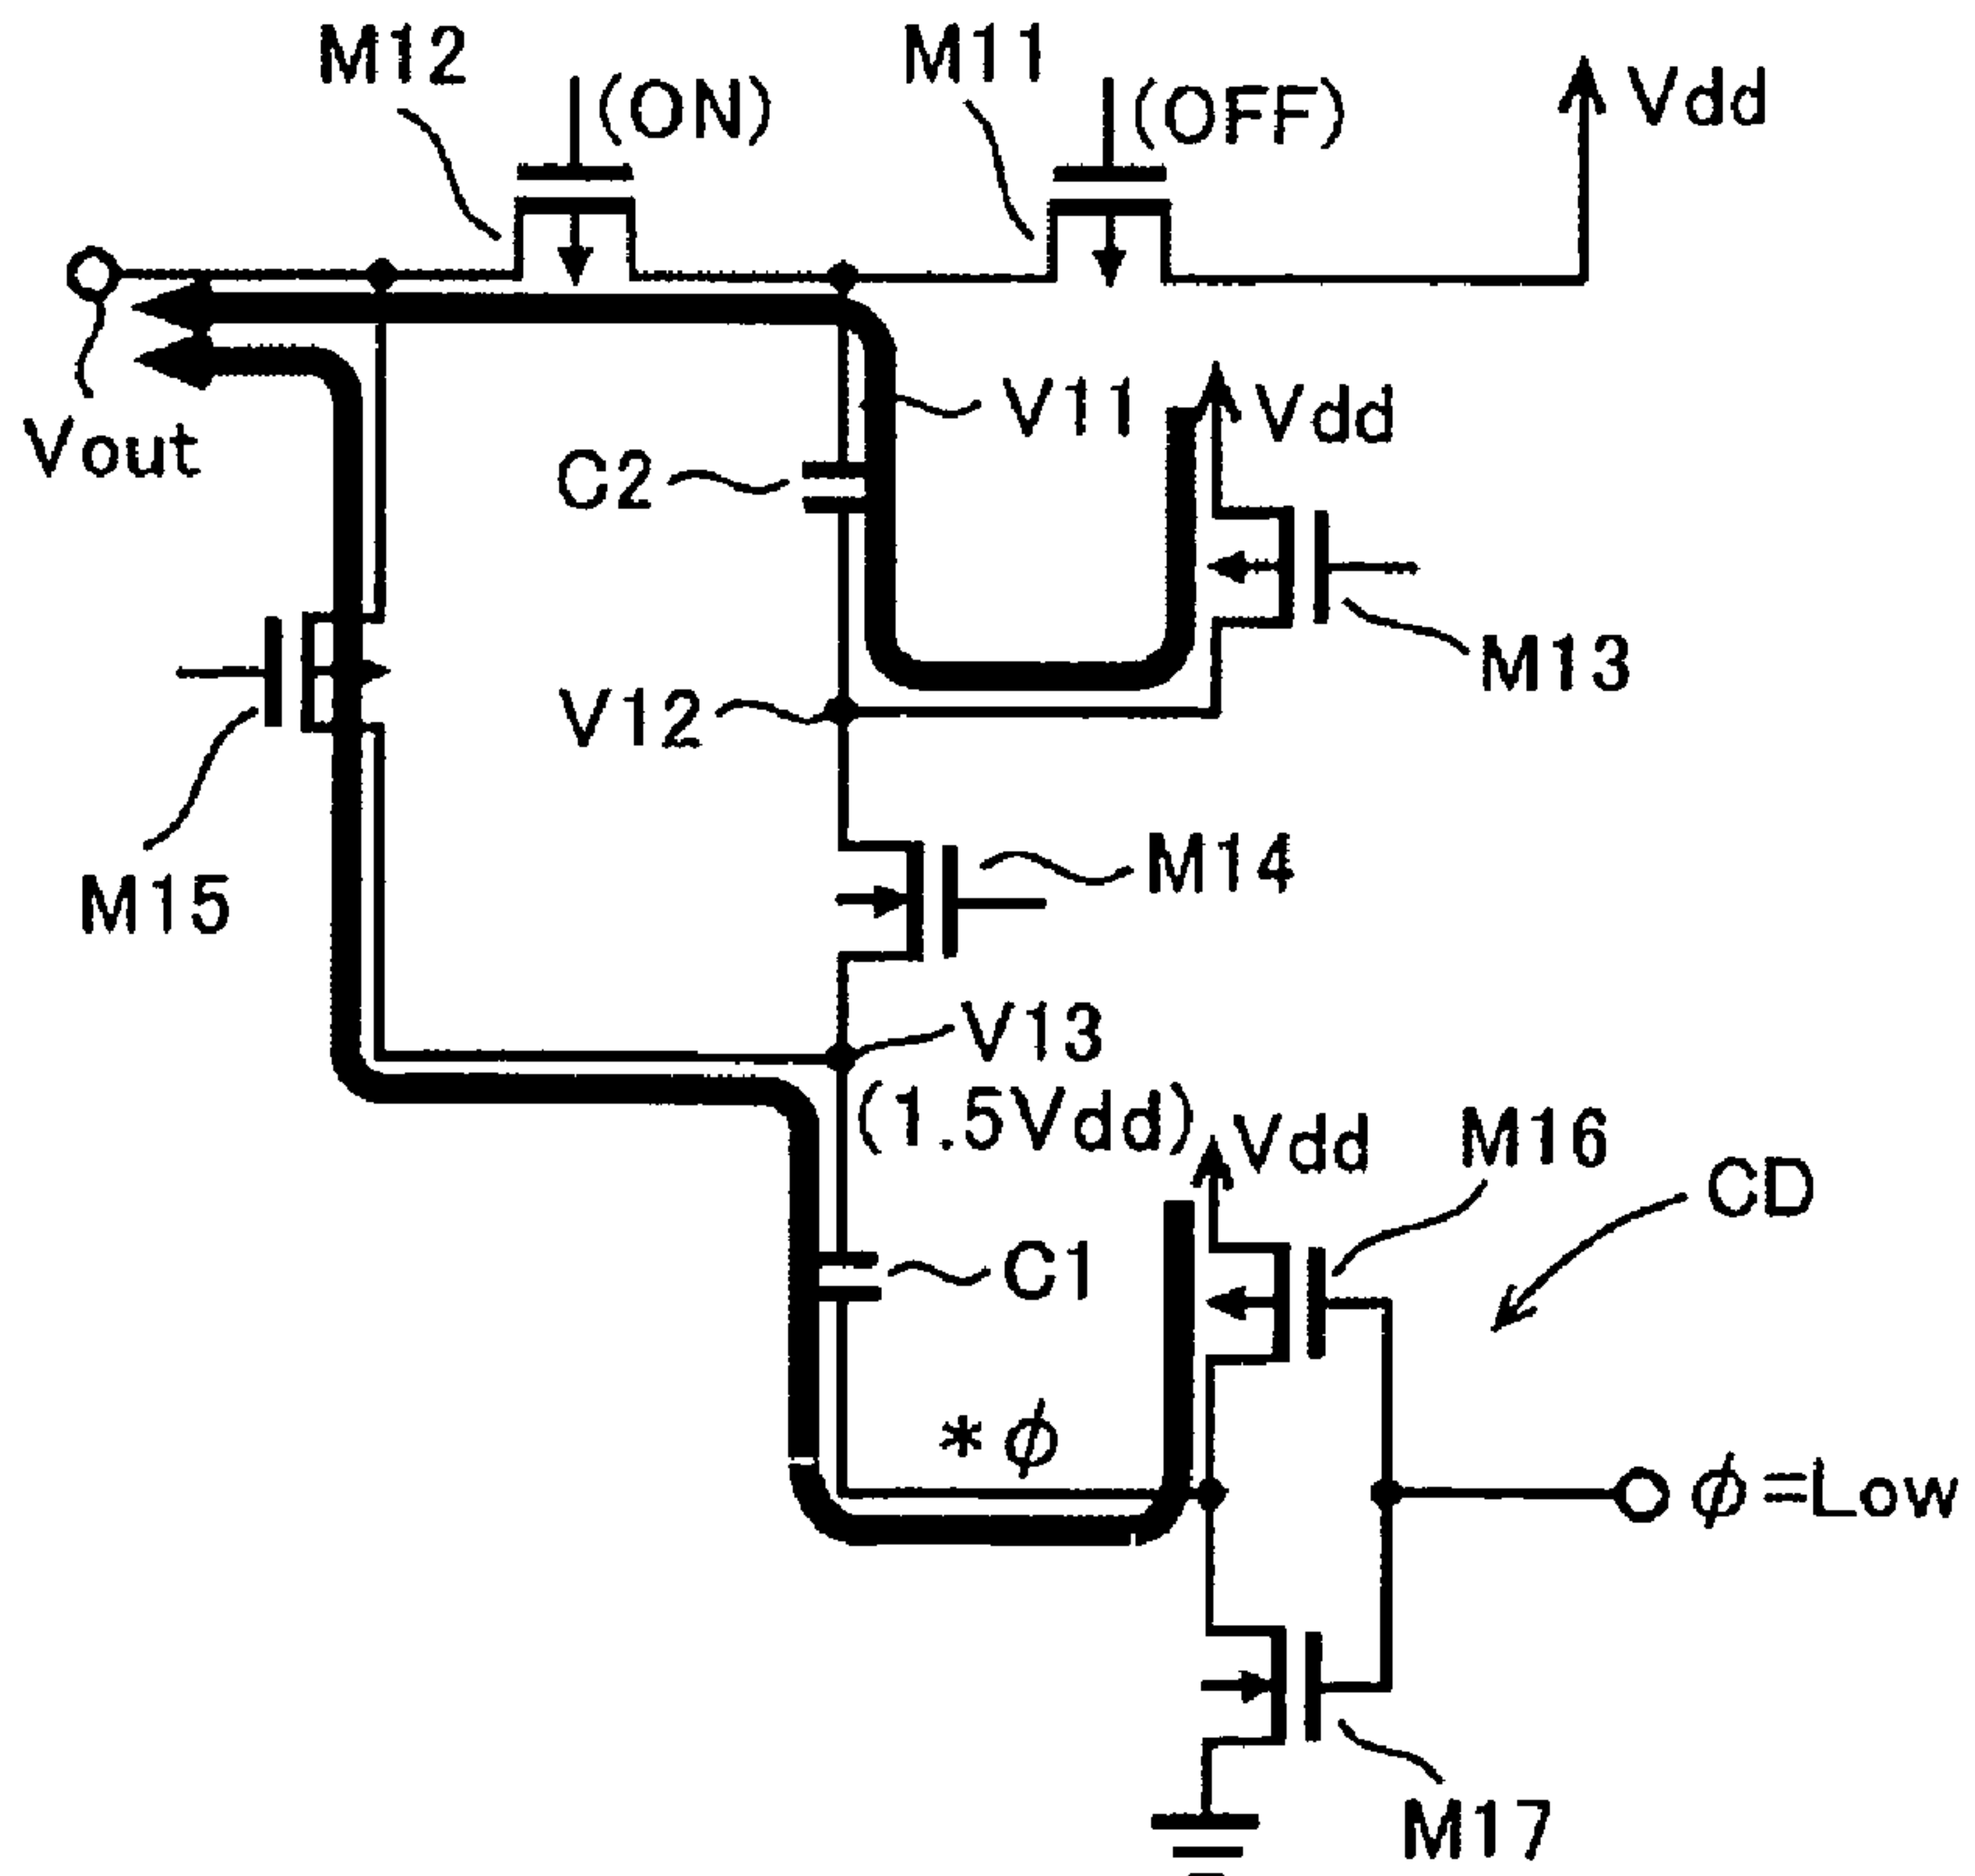 M12
M11
(ON)
(OFF)
Vdd
Vout
V11
Vdd
C2
M13
V12
M14
M15
V13
(1.5Vdd)
Vdd
M16
CD
C1
*ϕ
ϕ=Low
M17